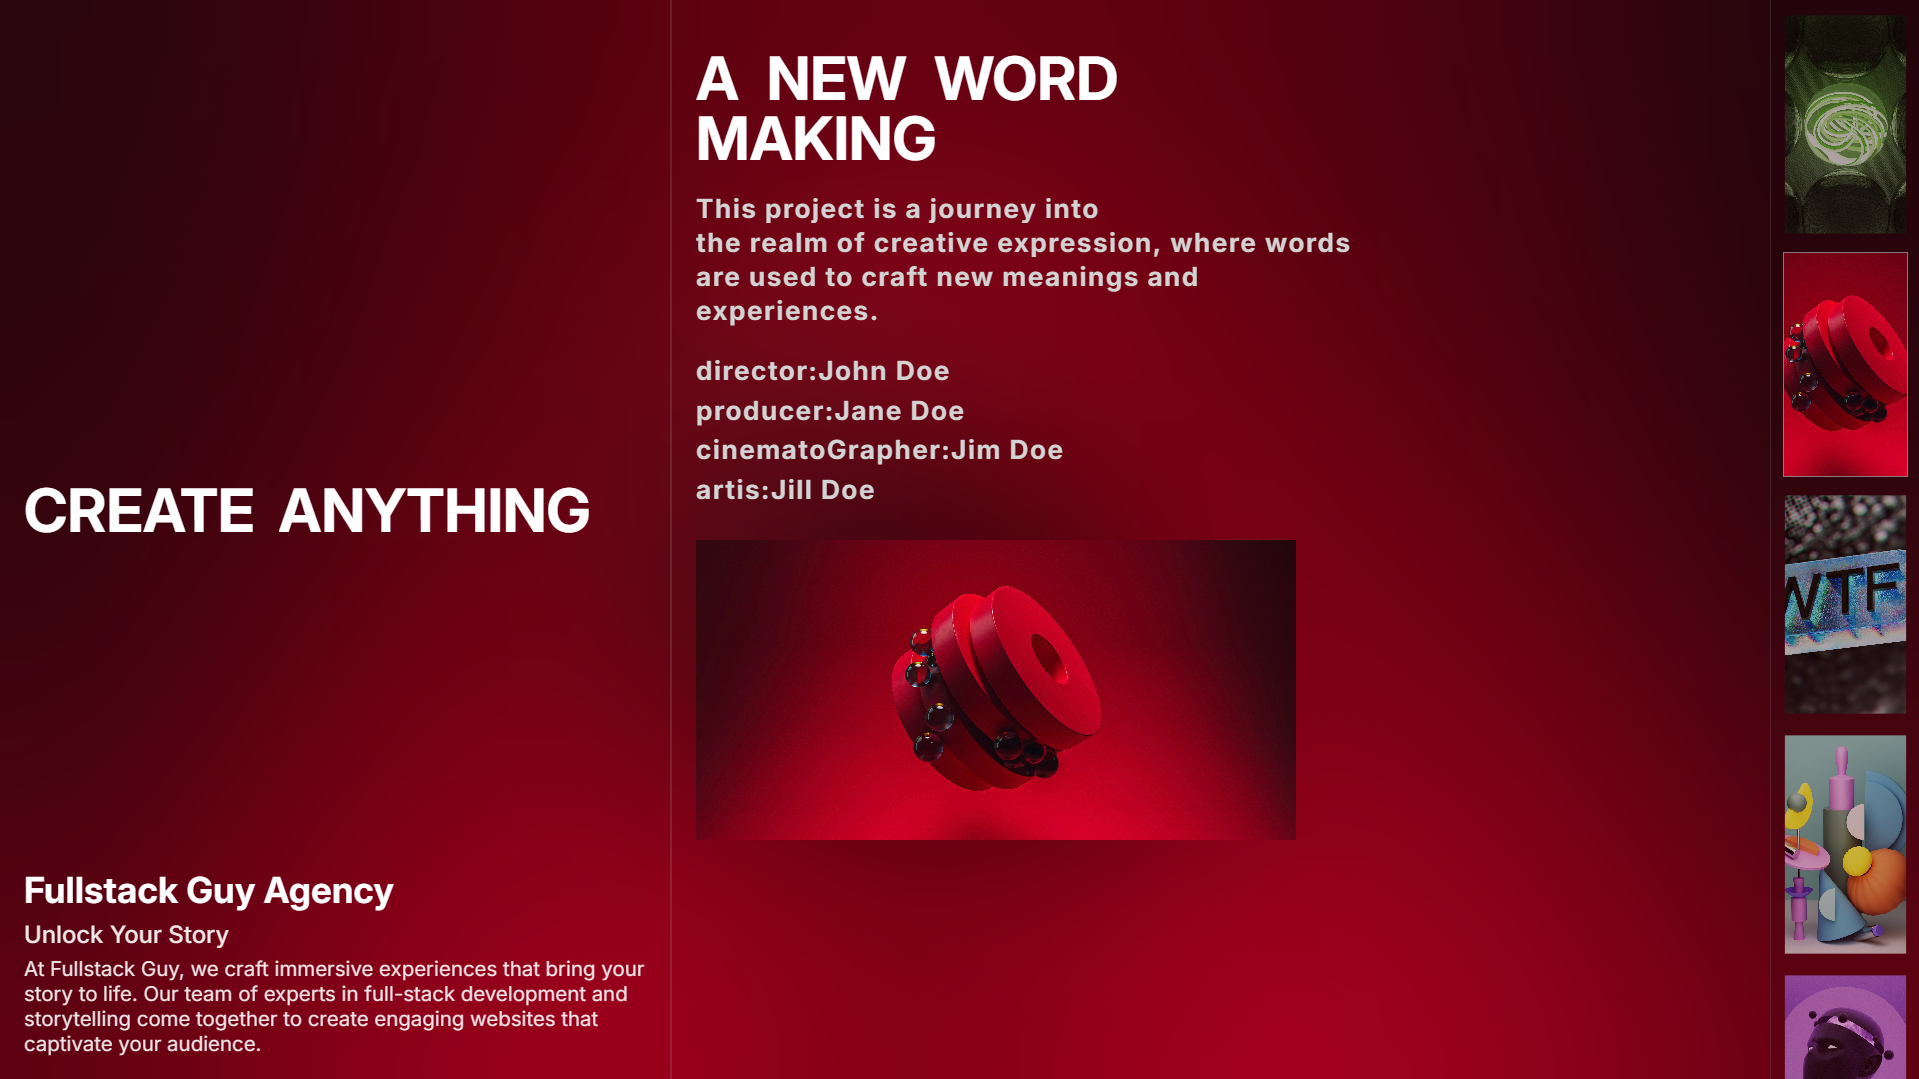 CREATE ANYTHING
Fullstack Guy Agency
Unlock Your Story
At Fullstack Guy, we craft immersive experiences that bring your
story to life. Our team of experts in full-stack development and
storytelling come together to create engaging websites that
captivate your audience.
A NEW WORD
MAKING
This project is a journey into
the realm of creative expression, where words
are used to craft new meanings and
experiences.
director:John Doe
producer:Jane Doe
cinematoGrapher:Jim Doe
artis:Jill Doe
WTF